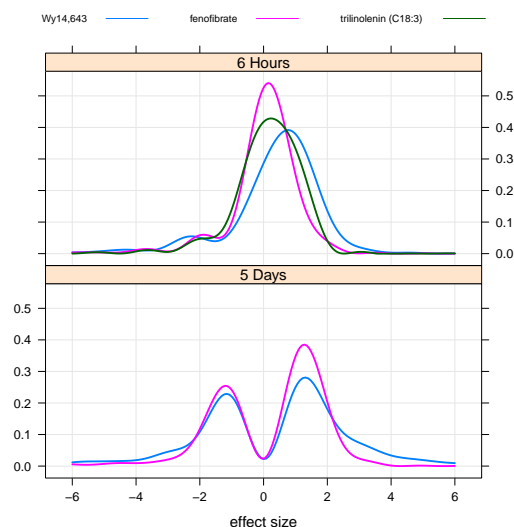 Wy14,643 fenofibrate trilinolenin (C18:3)
6 Hours
0.5
0.4
0.3
0.2
0.1
0.0
5 Days
0.5
0.4
0.3
0.2
0.1
0.0
−6 −4 −2 0 2 4 6
effect size